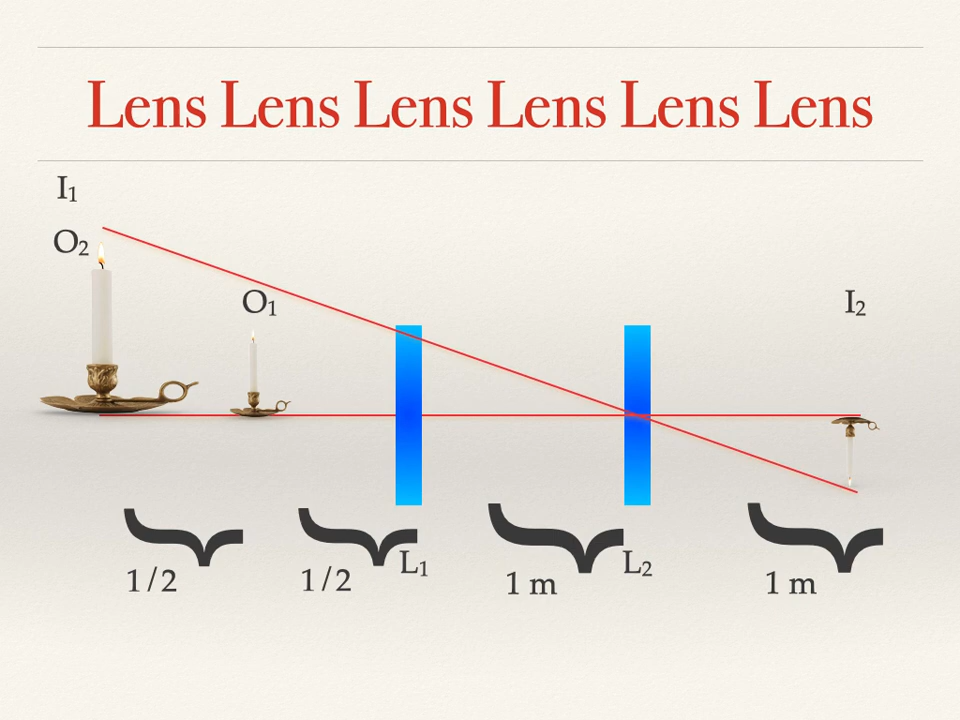 Lens Lens Lens Lens Lens Lens
I₁
O₂
O₁
I₂
1/2
1/2
L₁
1 m
L₂
1 m